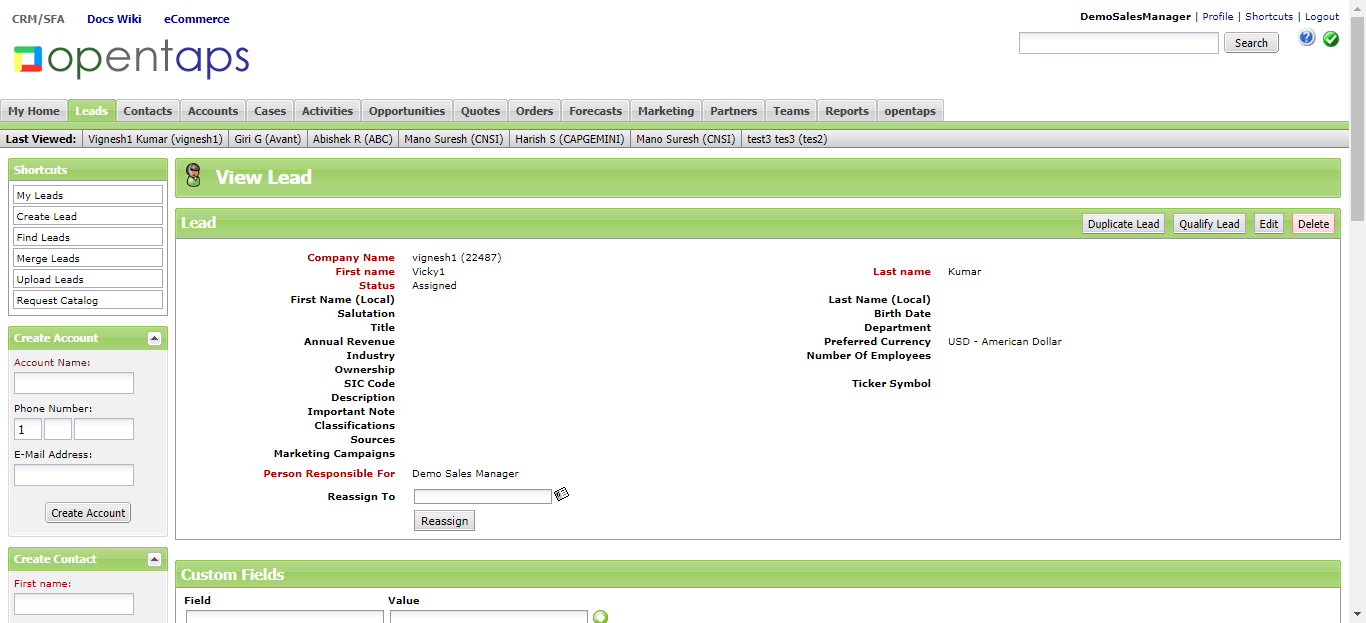 CRM/SFA Docs Wiki eCommerce
DemoSalesManager | Profile | Shortcuts | Logout
opentaps
Search
My Home Leads Contacts Accounts Cases Activities Opportunities Quotes Orders Forecasts Marketing Partners Teams Reports opentaps
Last Viewed: Vignesh1 Kumar (vignesh1) Giri G (Avant) Abishek R (ABC) Mano Suresh (CNSI) Harish S (CAPGEMINI) Mano Suresh (CNSI) test3 tes3 (tes2)
Shortcuts
My Leads
Create Lead
Find Leads
Merge Leads
Upload Leads
Request Catalog
Create Account
Account Name:
Phone Number:
1
E-Mail Address:
Create Account
Create Contact
First name:
View Lead
Lead Duplicate Lead Qualify Lead Edit Delete
Company Name vignesh1 (22487)
First name Vicky1 Last name Kumar
Status Assigned
First Name (Local) Last Name (Local)
Salutation Birth Date
Title Department
Annual Revenue Preferred Currency USD - American Dollar
Industry Number Of Employees
Ownership
SIC Code Ticker Symbol
Description
Important Note
Classifications
Sources
Marketing Campaigns
Person Responsible For Demo Sales Manager
Reassign To
Reassign
Custom Fields
Field Value